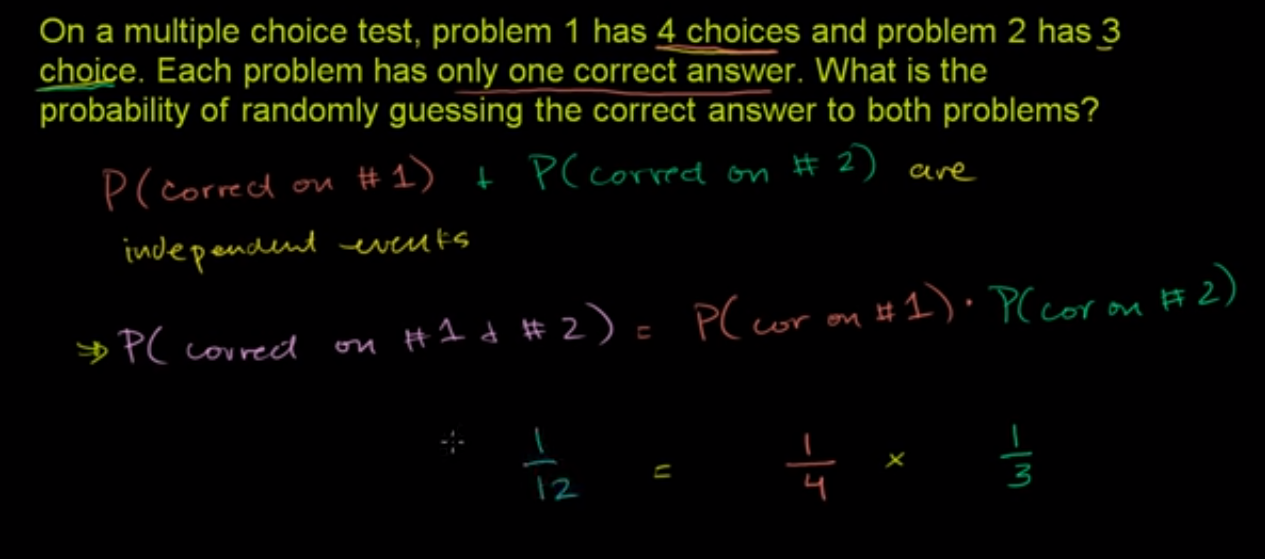 On a multiple choice test, problem 1 has 4 choices and problem 2 has 3
choice. Each problem has only one correct answer. What is the
probability of randomly guessing the correct answer to both problems?
P(correct on #1) & P(correct on #2) are
independent events
⇒ P(correct on #1 & #2) = P(cor on #1) · P(cor on #2)
1/12 = 1/4 × 1/3